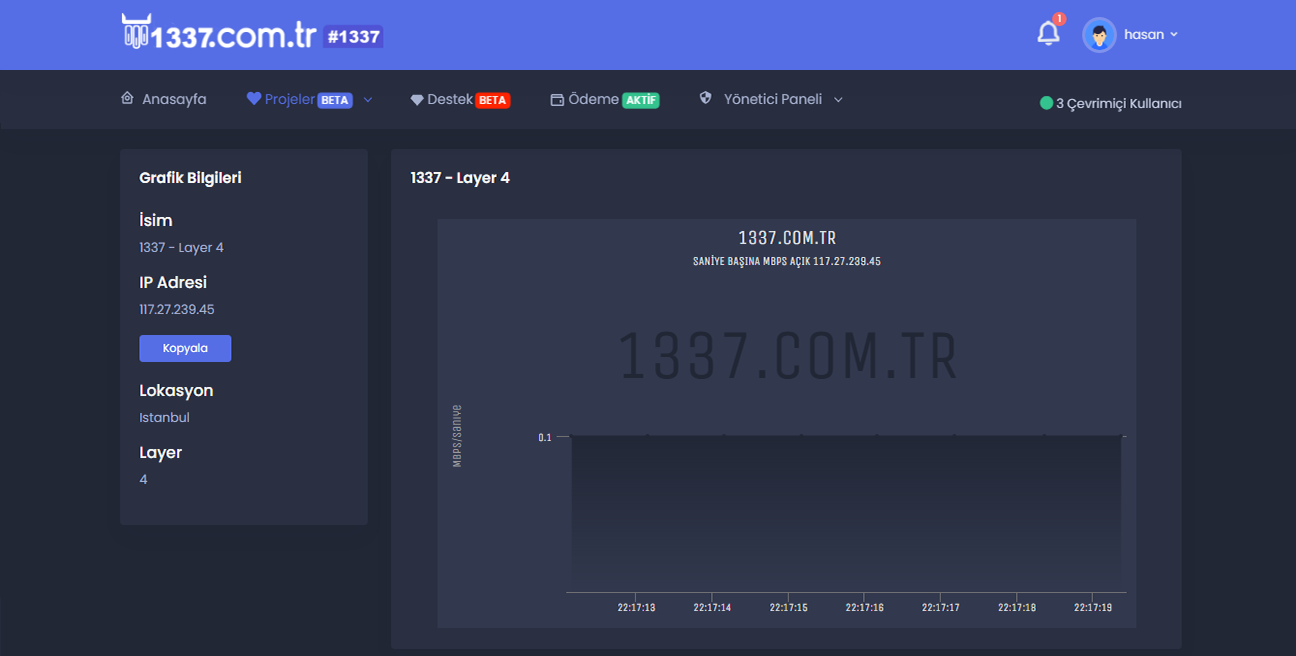 1337.com.tr #1337
1
hasan
Anasayfa
Projeler BETA
Destek BETA
Ödeme AKTİF
Yönetici Paneli
3 Çevrimiçi Kullanıcı
Grafik Bilgileri
İsim
1337 - Layer 4
IP Adresi
117.27.239.45
Kopyala
Lokasyon
Istanbul
Layer
4
1337 - Layer 4
1337.COM.TR
SANİYE BAŞINA MBPS AÇIK 117.27.239.45
1337.COM.TR
MBPS/Saniye
0.1
22:17:13
22:17:14
22:17:15
22:17:16
22:17:17
22:17:18
22:17:19